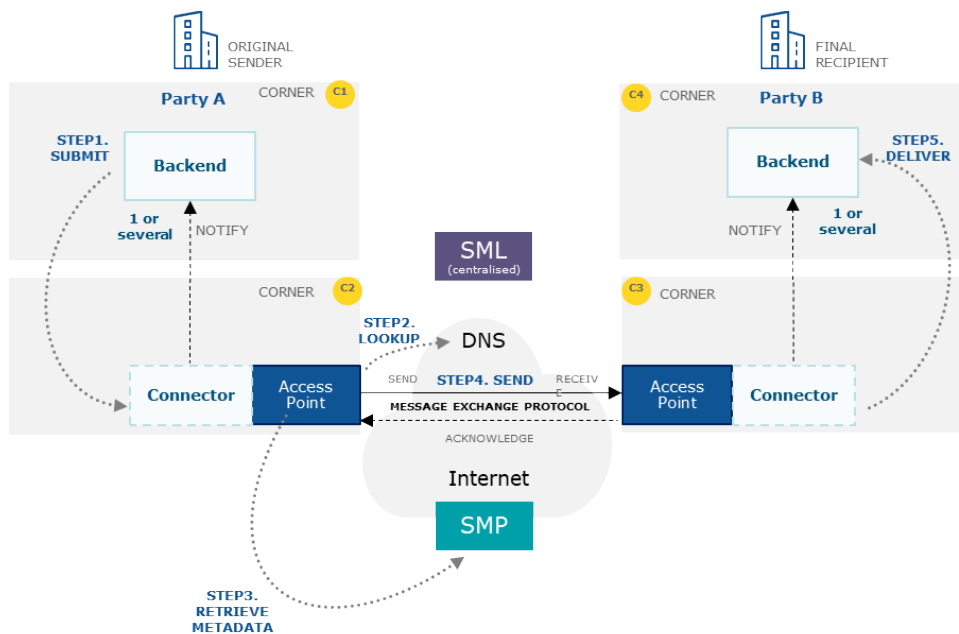 ORIGINAL
SENDER
FINAL
RECIPIENT
CORNER
C1
Party A
C4
CORNER
Party B
STEP1.
SUBMIT
Backend
1 or
several
NOTIFY
Backend
STEP5.
DELIVER
1 or
several
NOTIFY
SML
(centralised)
CORNER
C2
C3
CORNER
STEP2.
LOOKUP
DNS
Connector
Access
Point
SEND
STEP4. SEND
RECEIV
MESSAGE EXCHANGE PROTOCOL
ACKNOWLEDGE
Access
Point
Connector
Internet
SMP
STEP3.
RETRIEVE
METADATA